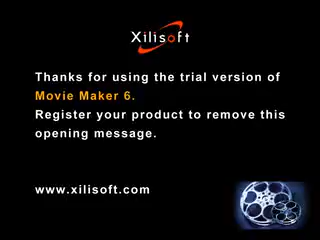 Xilisoft
Thanks for using the trial version of
Movie Maker 6.
Register your product to remove this
opening message.
www.xilisoft.com